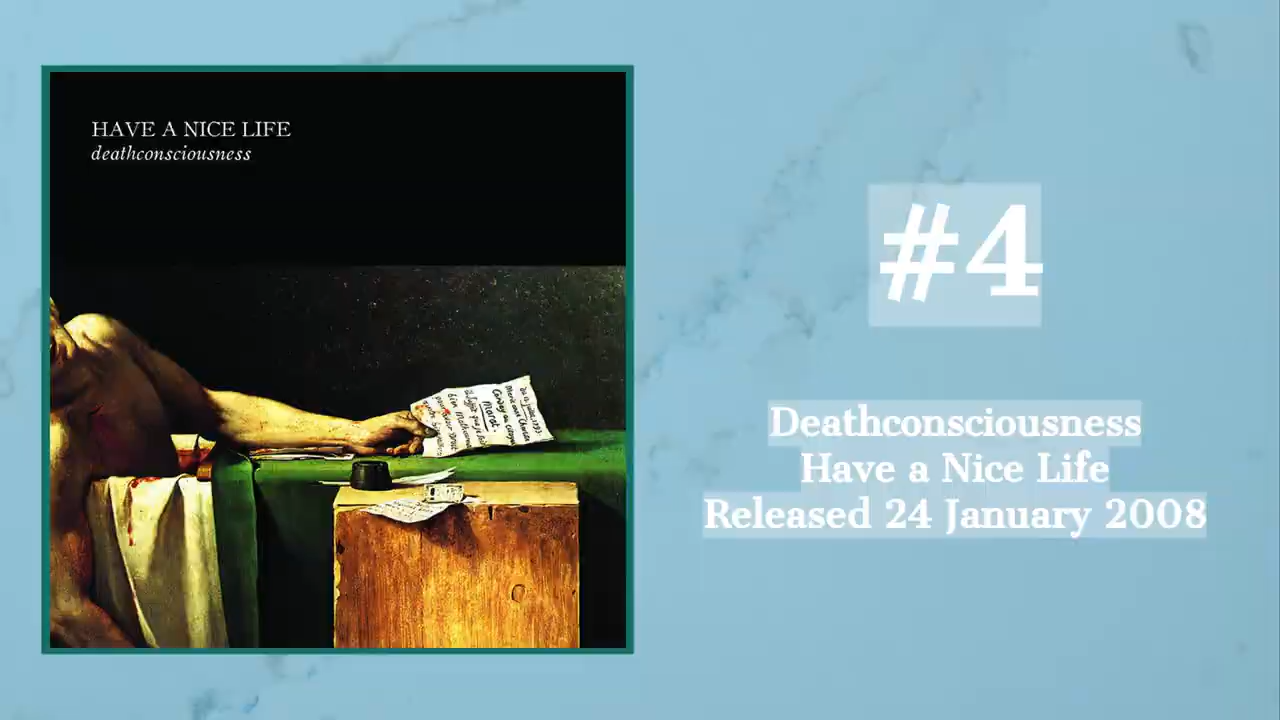 HAVE A NICE LIFE
deathconsciousness
#4
Deathconsciousness
Have a Nice Life
Released 24 January 2008